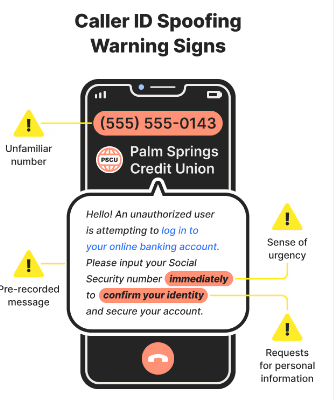 Caller ID Spoofing
Warning Signs
(555) 555-0143
Unfamiliar
number
PSCU
Palm Springs
Credit Union
Hello! An unauthorized user
is attempting to log in to
your online banking account.
Please input your Social
Security number immediately
to confirm your identity
and secure your account.
Sense of
urgency
Pre-recorded
message
Requests
for personal
information